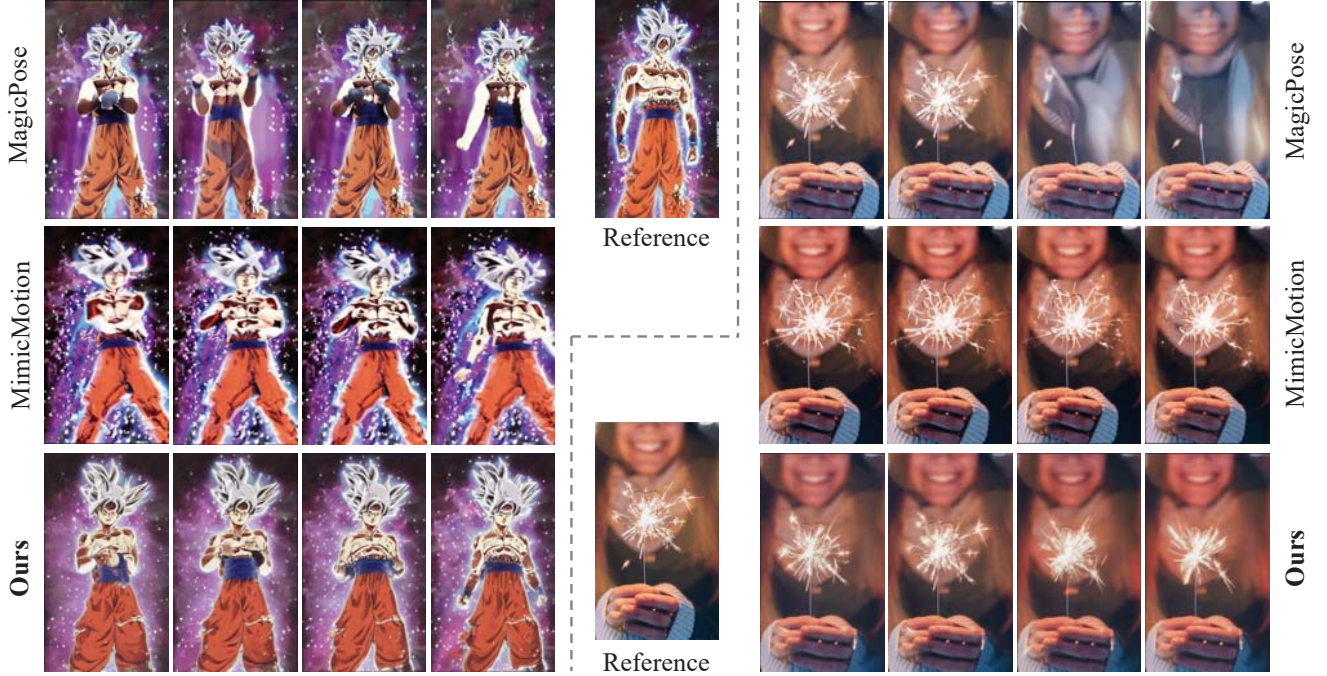 MagicPose
MimicMotion
Ours
Reference
Reference
MagicPose
MimicMotion
Ours